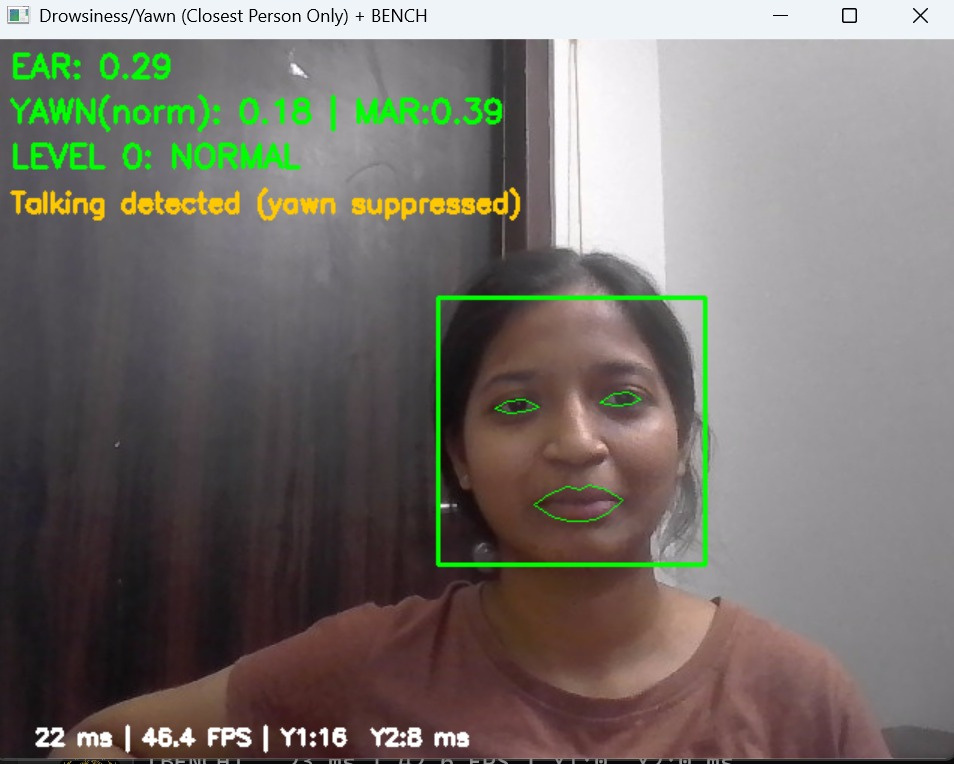 Drowsiness/Yawn (Closest Person Only) + BENCH
EAR: 0.29
YAWN(norm): 0.18 | MAR:0.39
LEVEL 0: NORMAL
Talking detected (yawn suppressed)
22 ms | 46.4 FPS | Y1:16 Y2:8 ms